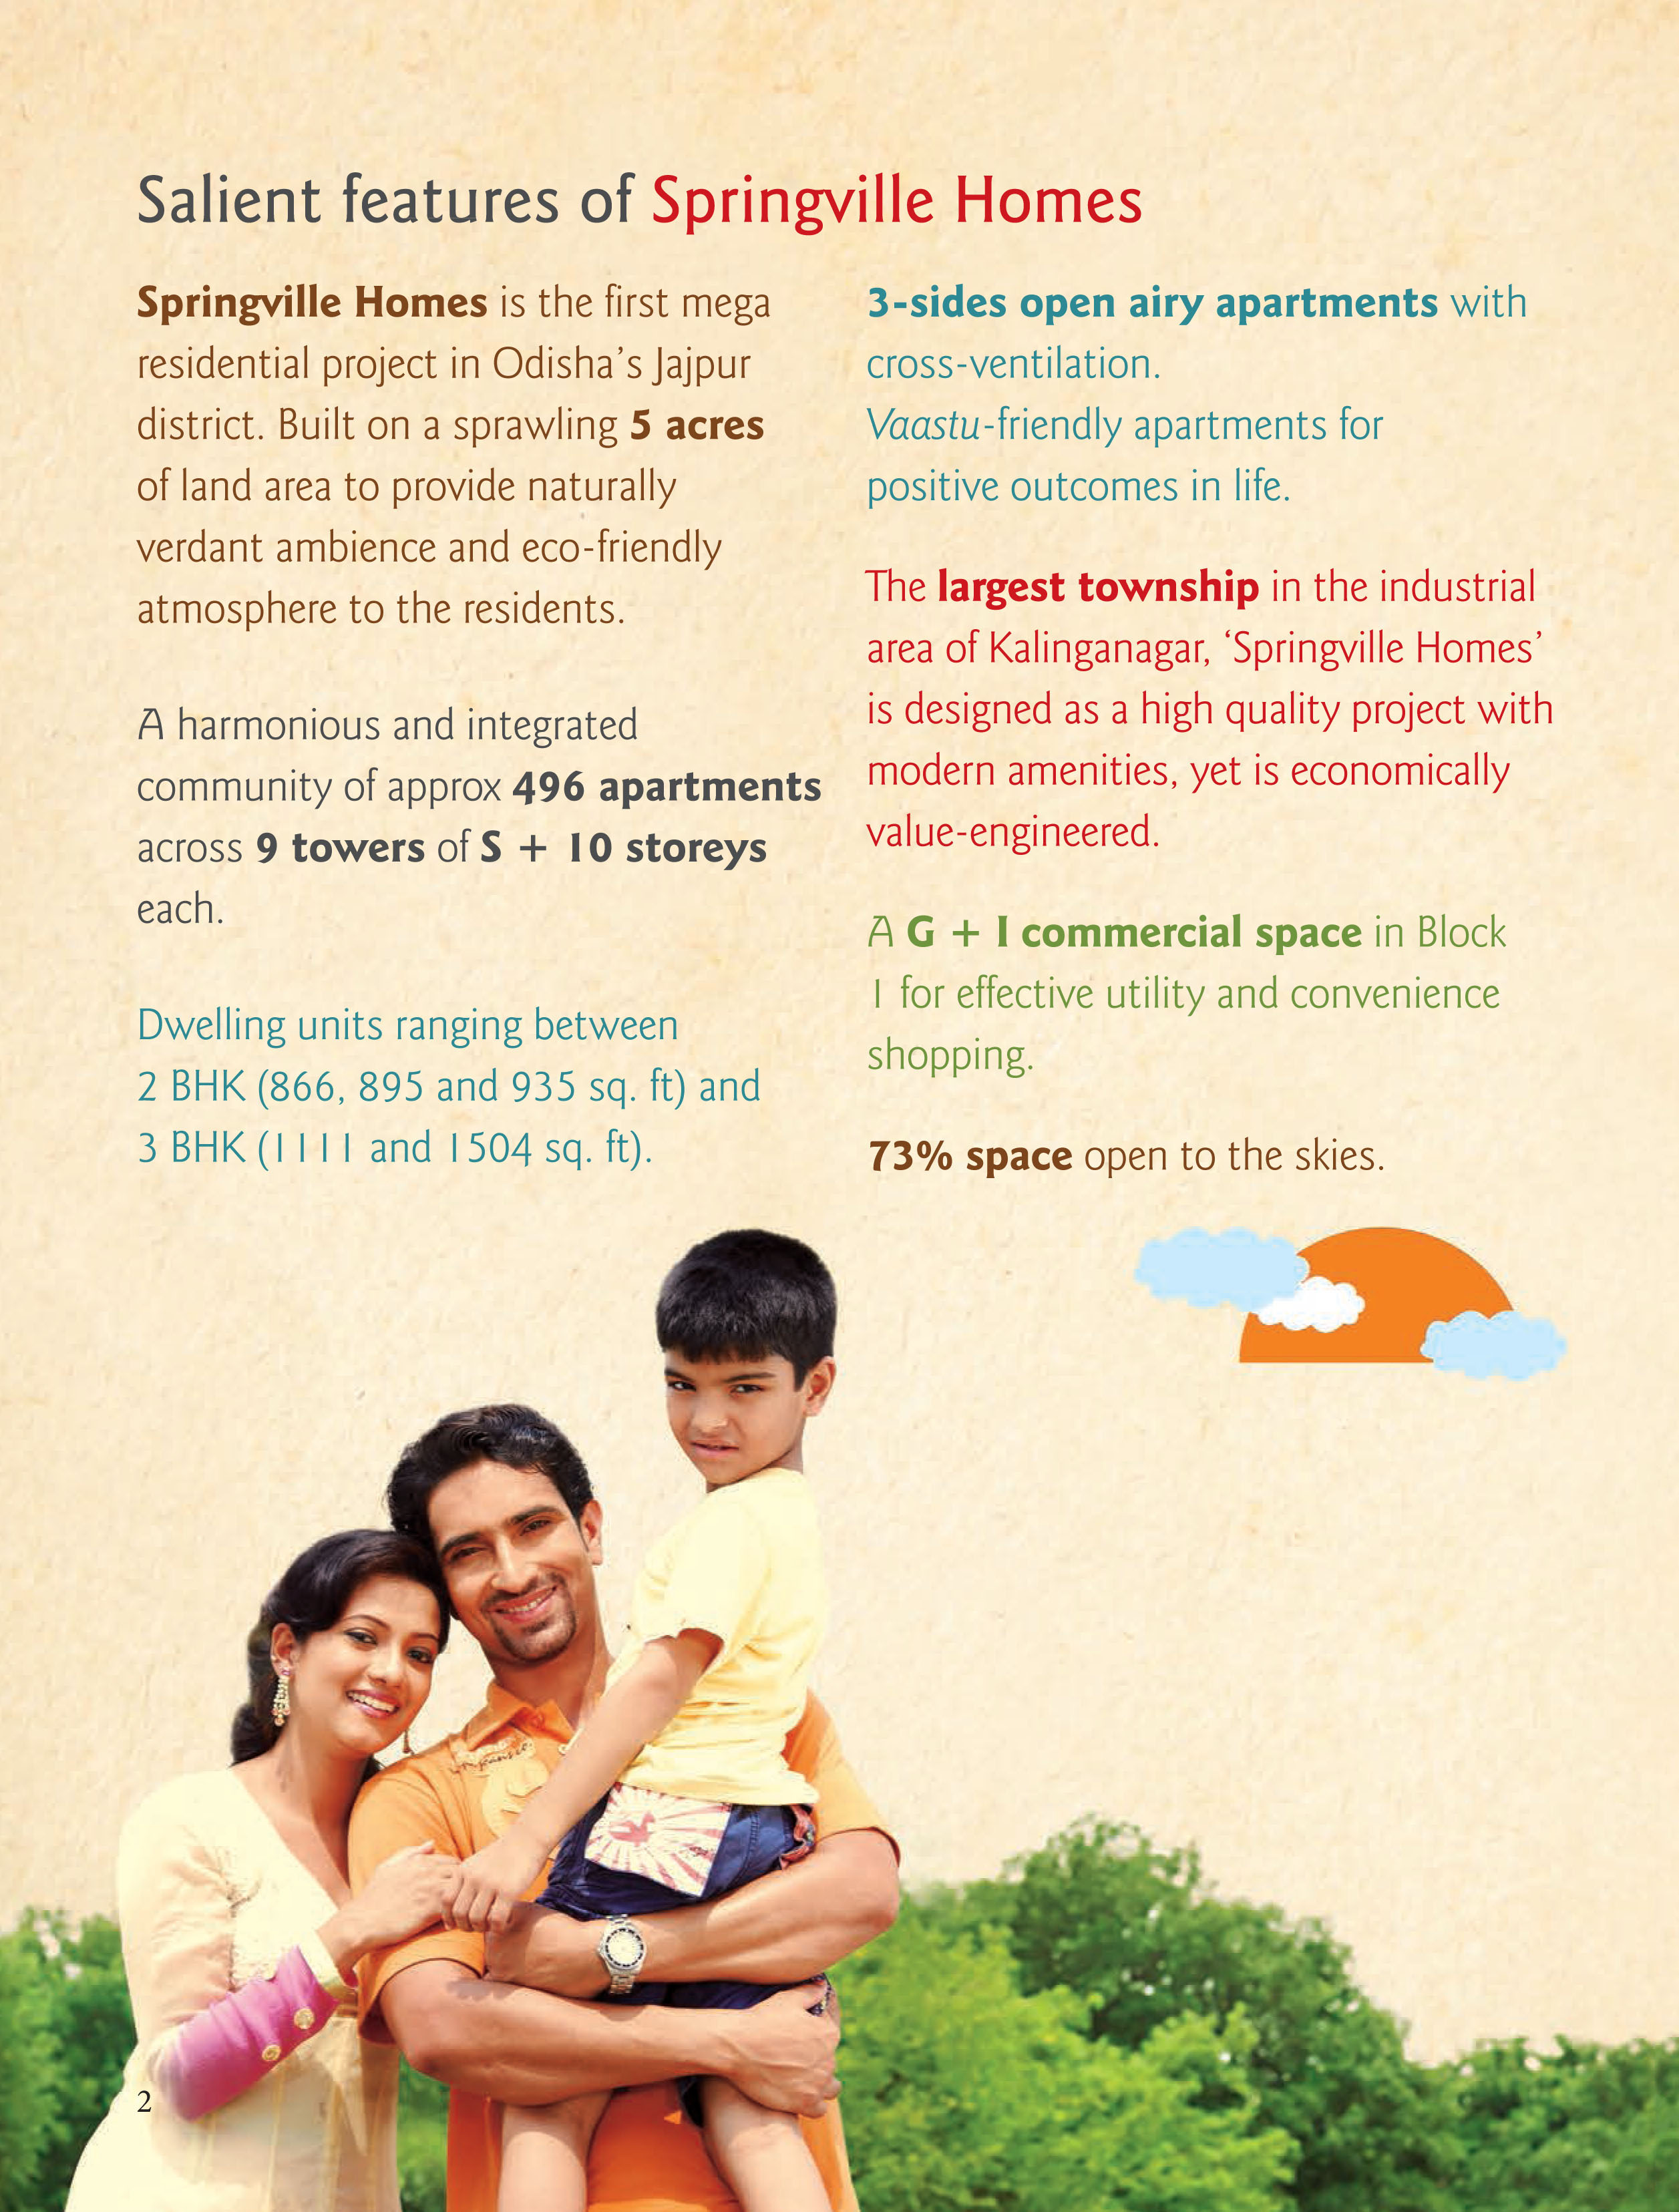 Salient features of Springville Homes
Springville Homes is the first mega
residential project in Odisha’s Jajpur
district. Built on a sprawling 5 acres
of land area to provide naturally
verdant ambience and eco-friendly
atmosphere to the residents.
A harmonious and integrated
community of approx 496 apartments
across 9 towers of S + 10 storeys
each.
Dwelling units ranging between
2 BHK (866, 895 and 935 sq. ft) and
3 BHK (1111 and 1504 sq. ft).
3-sides open airy apartments with
cross-ventilation.
Vaastu-friendly apartments for
positive outcomes in life.
The largest township in the industrial
area of Kalinganagar, ‘Springville Homes’
is designed as a high quality project with
modern amenities, yet is economically
value-engineered.
A G + I commercial space in Block
1 for effective utility and convenience
shopping.
73% space open to the skies.
2